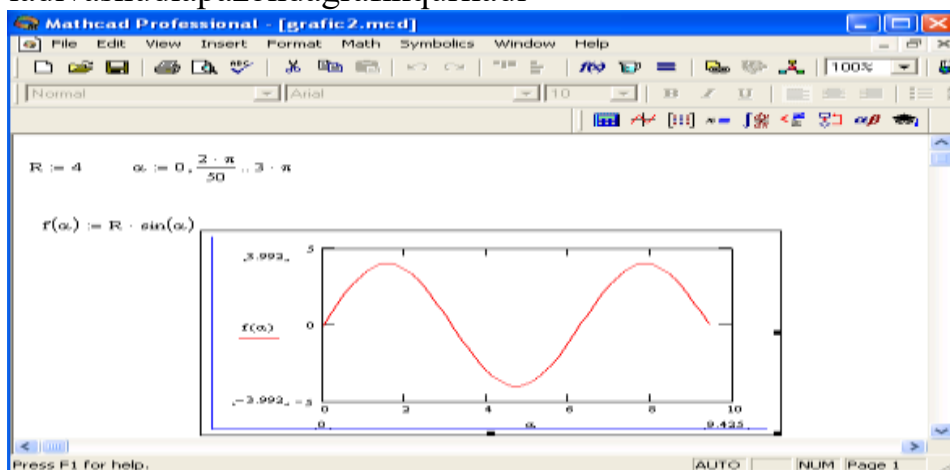 Mathcad Professional - [grafic2.mcd]
File Edit View Insert Format Math Symbolics Window Help
100%
Normal Arial 10 B I U
R := 4 α := 0, 2 · π / 50 .. 3 · π
f(α) := R · sin(α)
3.992 5
f(α) 0
-3.992 -5
0 2 4 6 8 10
0 α 9.425
Press F1 for help. AUTO NUM Page 1